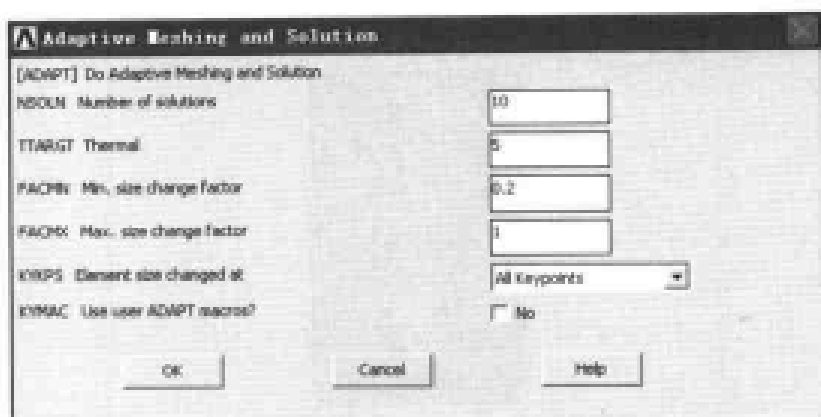 Adaptive Meshing and Solution
[ADAPT] Do Adaptive Meshing and Solution
NSOLN Number of solutions
10
TTARGT Thermal
5
FACMN Min. size change factor
0.2
FACMX Max. size change factor
1
KYKPS Element size changed at
All Keypoints
KYMAC Use user ADAPT macros?
No
OK
Cancel
Help